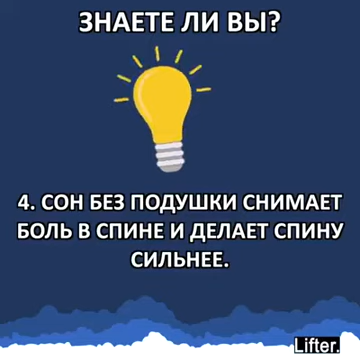 ЗНАЕТЕ ЛИ ВЫ?
4. СОН БЕЗ ПОДУШКИ СНИМАЕТ
БОЛЬ В СПИНЕ И ДЕЛАЕТ СПИНУ
СИЛЬНЕЕ.
Lifter.